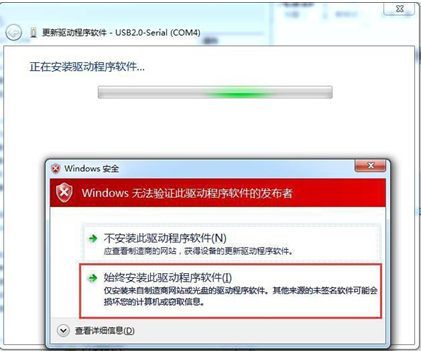 更新驱动程序软件 - USB2.0-Serial (COM4)
正在安装驱动程序软件...
Windows 安全
Windows 无法验证此驱动程序软件的发布者
不安装此驱动程序软件(N)
应查看制造商的网站，获得设备的更新驱动程序软件。
始终安装此驱动程序软件(I)
仅安装来自制造商网站或光盘的驱动程序软件。其他来源的未签名软件可能会
损坏您的计算机或窃取信息。
查看详细信息(D)